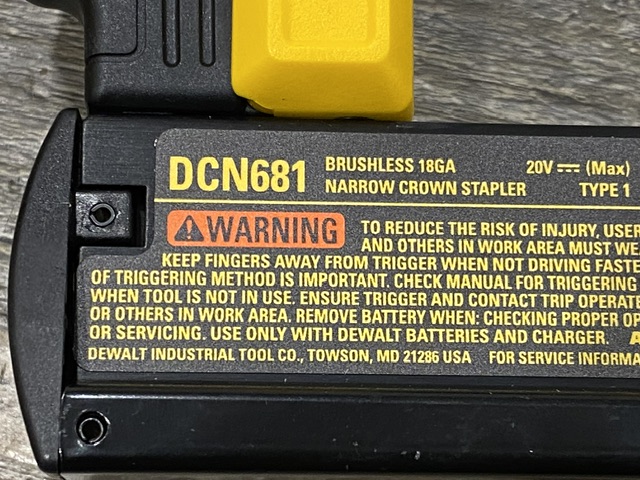 DCN681
BRUSHLESS 18GA
NARROW CROWN STAPLER
20V ⎓ (Max)
TYPE 1
⚠WARNING
TO REDUCE THE RISK OF INJURY, USER
AND OTHERS IN WORK AREA MUST
KEEP FINGERS AWAY FROM TRIGGER WHEN NOT DRIVING
OF TRIGGERING METHOD IS IMPORTANT. CHECK MANUAL FOR TRIGGERING
WHEN TOOL IS NOT IN USE. ENSURE TRIGGER AND CONTACT TRIP
OR OTHERS IN WORK AREA. REMOVE BATTERY WHEN: CHECKING PROPER
OR SERVICING. USE ONLY WITH DEWALT BATTERIES AND CHARGER.
DEWALT INDUSTRIAL TOOL CO., TOWSON, MD 21286 USA FOR SERVICE